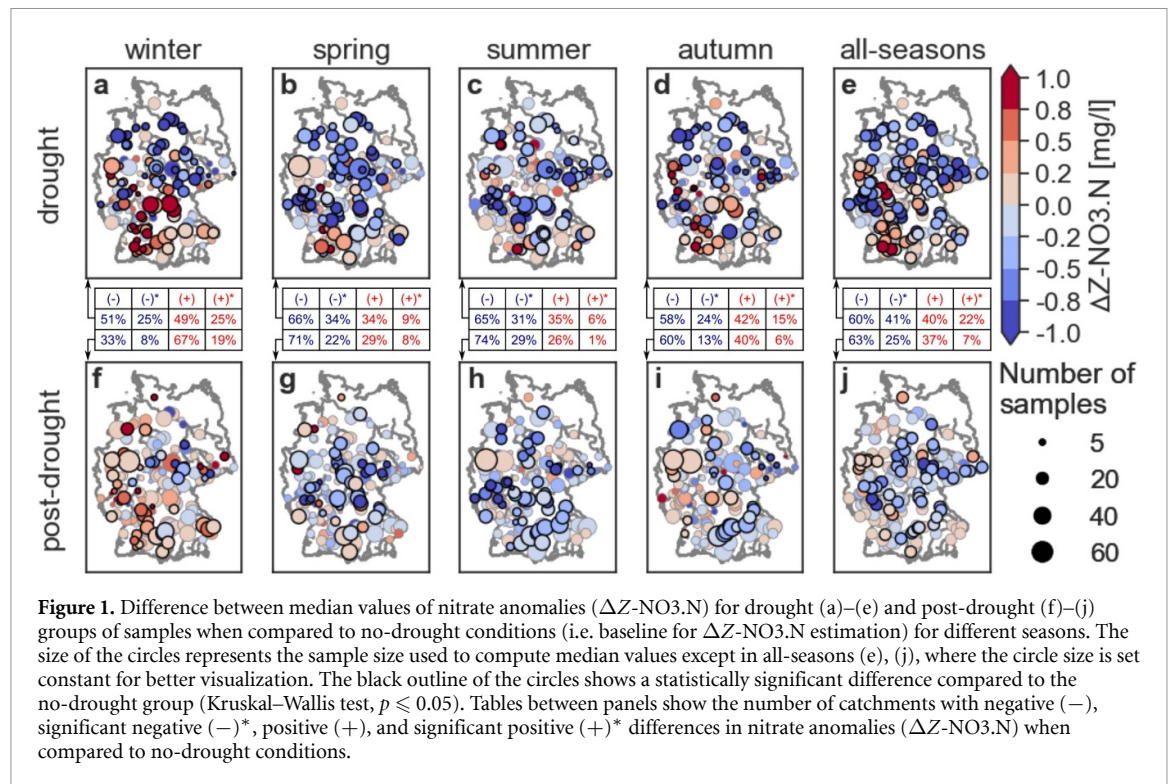 winter spring summer autumn all-seasons
drought
a b c d e
1.0
0.8
0.5
0.2
0.0
-0.2
-0.5
-0.8
-1.0
ΔZ-NO3.N [mg/l]
(-) (-)* (+) (+)* (-) (-)* (+) (+)* (-) (-)* (+) (+)* (-) (-)* (+) (+)* (-) (-)* (+) (+)*
51% 25% 49% 25% 66% 34% 34% 9% 65% 31% 35% 6% 58% 24% 42% 15% 60% 41% 40% 22%
33% 8% 67% 19% 71% 22% 29% 8% 74% 29% 26% 1% 60% 13% 40% 6% 63% 25% 37% 7%
post-drought
f g h i j
Number of
samples
5
20
40
60
Figure 1. Difference between median values of nitrate anomalies (ΔZ-NO3.N) for drought (a)–(e) and post-drought (f)–(j)
groups of samples when compared to no-drought conditions (i.e. baseline for ΔZ-NO3.N estimation) for different seasons. The
size of the circles represents the sample size used to compute median values except in all-seasons (e), (j), where the circle size is set
constant for better visualization. The black outline of the circles shows a statistically significant difference compared to the
no-drought group (Kruskal–Wallis test, p ⩽ 0.05). Tables between panels show the number of catchments with negative (−),
significant negative (−)*, positive (+), and significant positive (+)* differences in nitrate anomalies (ΔZ-NO3.N) when
compared to no-drought conditions.